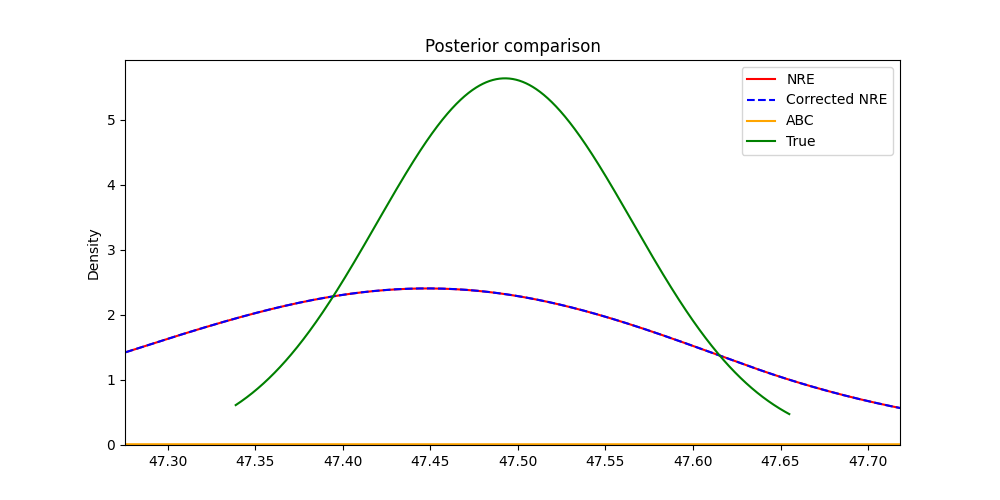 Posterior comparison
NRE
Corrected NRE
ABC
True
Density
5
4
3
2
1
0
47.30 47.35 47.40 47.45 47.50 47.55 47.60 47.65 47.70